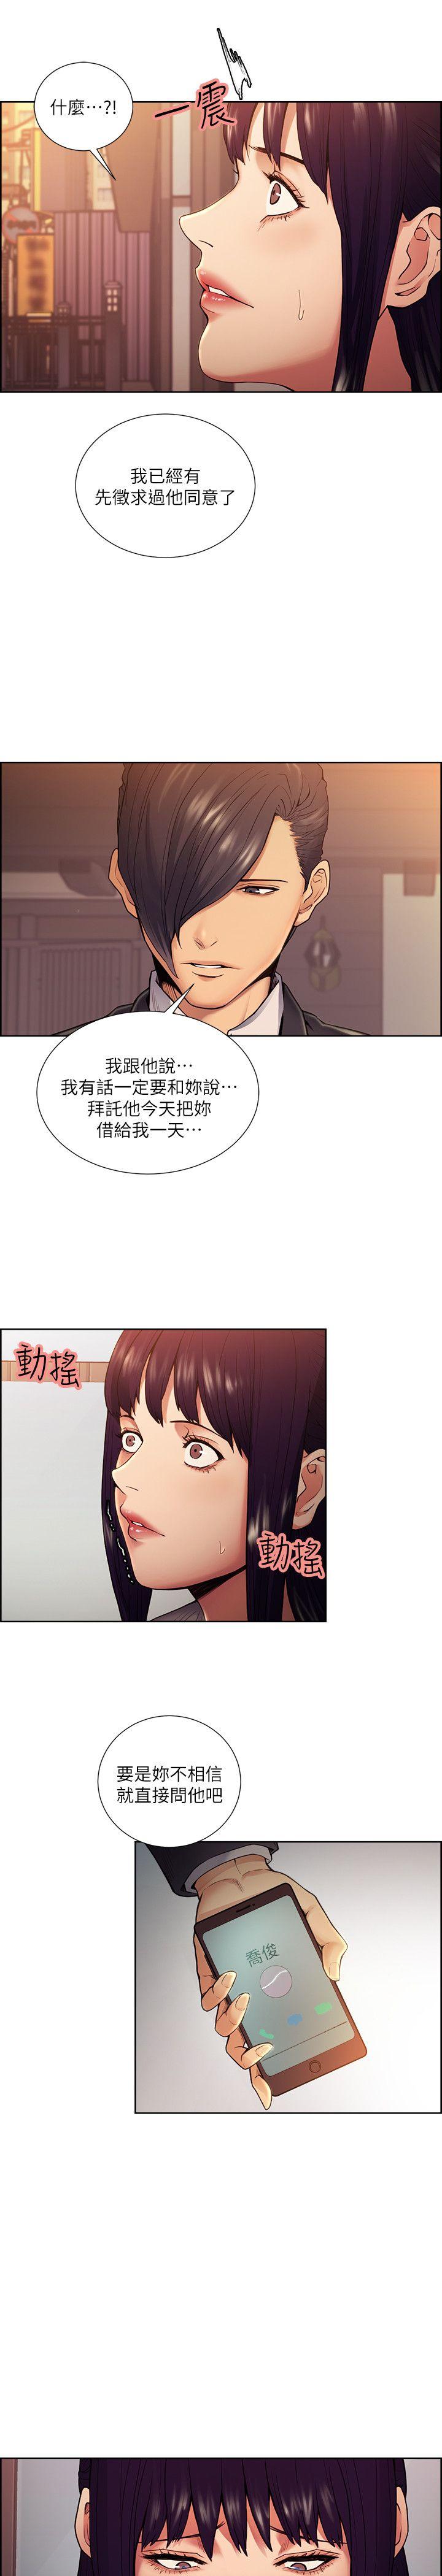 什麼…?!
一震
我已經有
先徵求過他同意了
我跟他說…
我有話一定要和妳說…
拜託他今天把妳
借給我一天…
動搖
動搖
要是妳不相信
就直接問他吧
喬俊